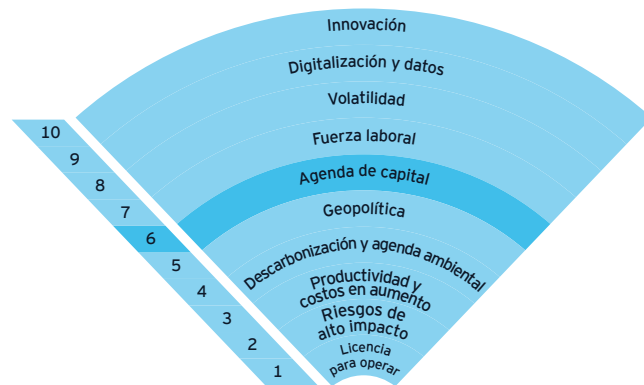 Innovación
Digitalización y datos
Volatilidad
Fuerza laboral
Agenda de capital
Geopolítica
Descarbonización y agenda ambiental
Productividad y
costos en aumento
Riesgos de
alto impacto
Licencia
para operar
10
9
8
7
6
5
4
3
2
1